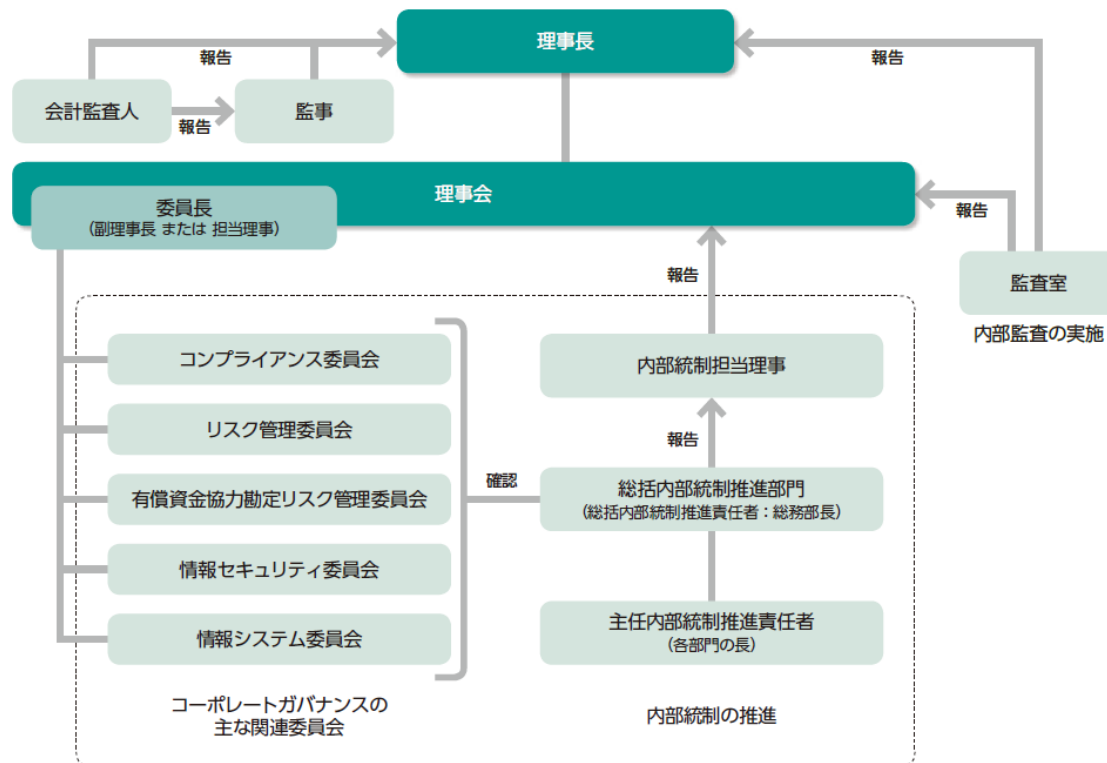 理事長
報告
報告
会計監査人
報告
監事
理事会
委員長
(副理事長 または 担当理事)
報告
監査室
内部監査の実施
報告
コンプライアンス委員会
リスク管理委員会
有償資金協力勘定リスク管理委員会
情報セキュリティ委員会
情報システム委員会
コーポレートガバナンスの
主な関連委員会
確認
内部統制担当理事
報告
総括内部統制推進部門
(総括内部統制推進責任者：総務部長)
主任内部統制推進責任者
(各部門の長)
内部統制の推進